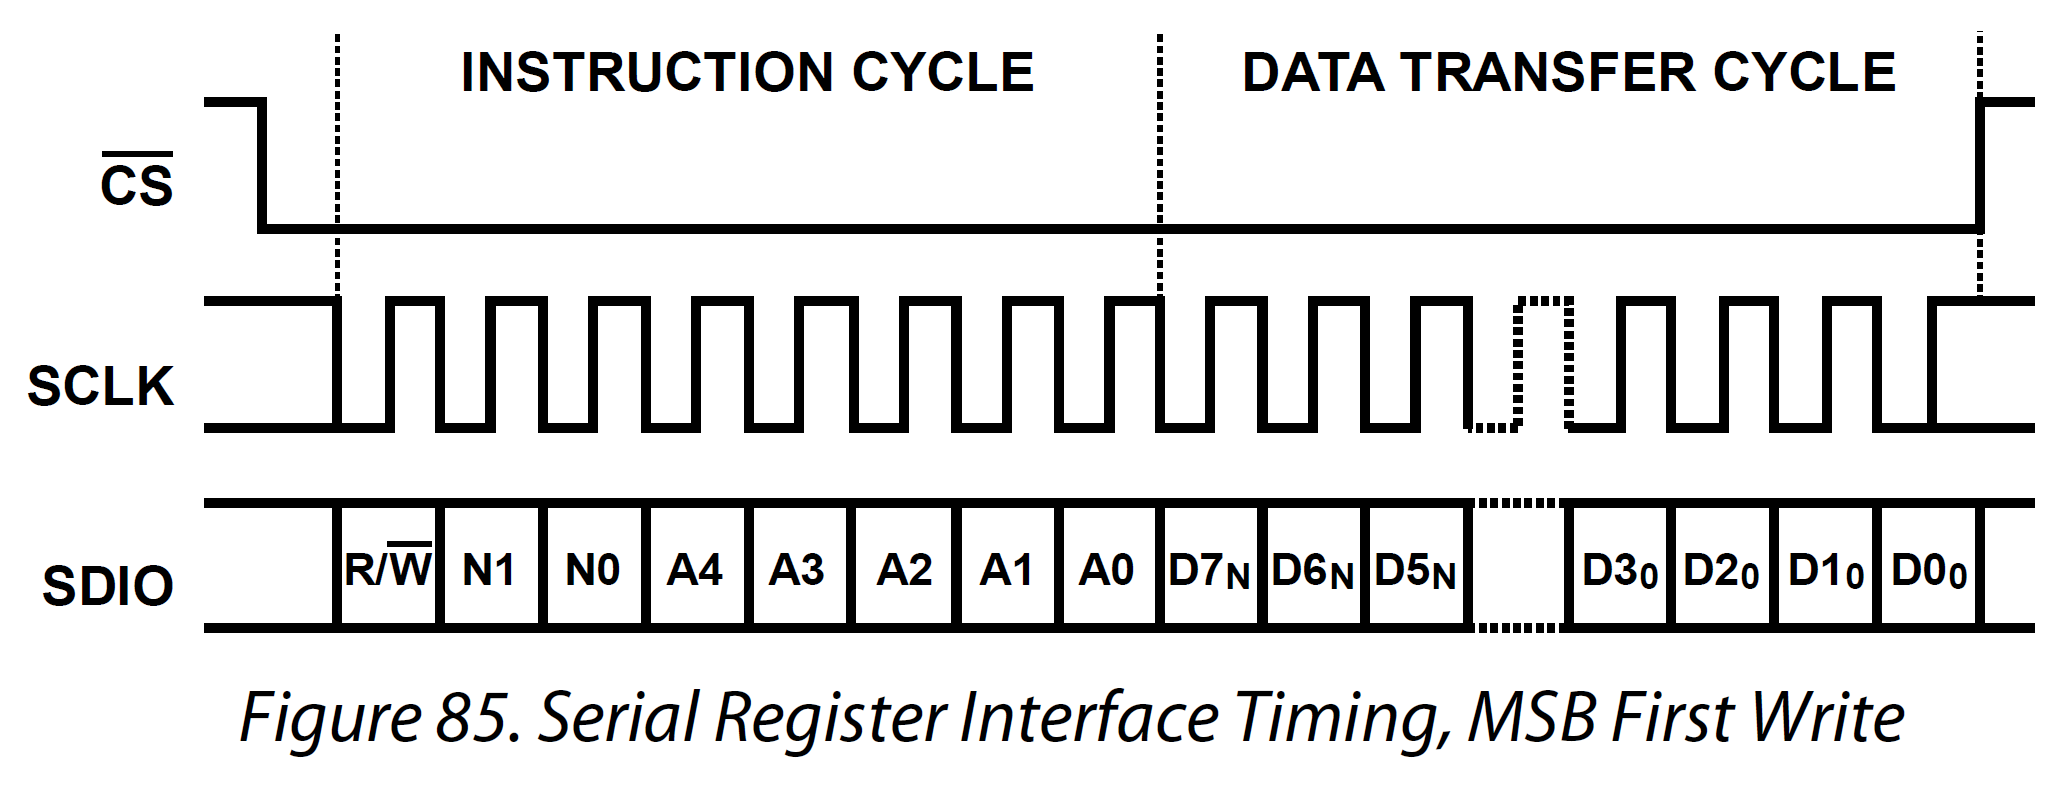 INSTRUCTION CYCLE DATA TRANSFER CYCLE
C̅S̅
SCLK
SDIO R/W̅ N1 N0 A4 A3 A2 A1 A0 D7N D6N D5N D30 D20 D10 D00
Figure 85. Serial Register Interface Timing, MSB First Write